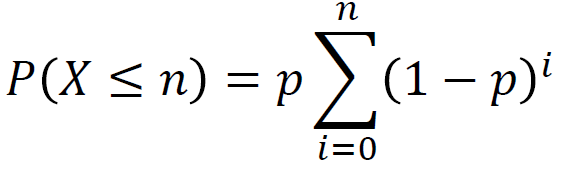 P(X ≤ n) = p ∑_{i=0}^{n} (1 − p)^i